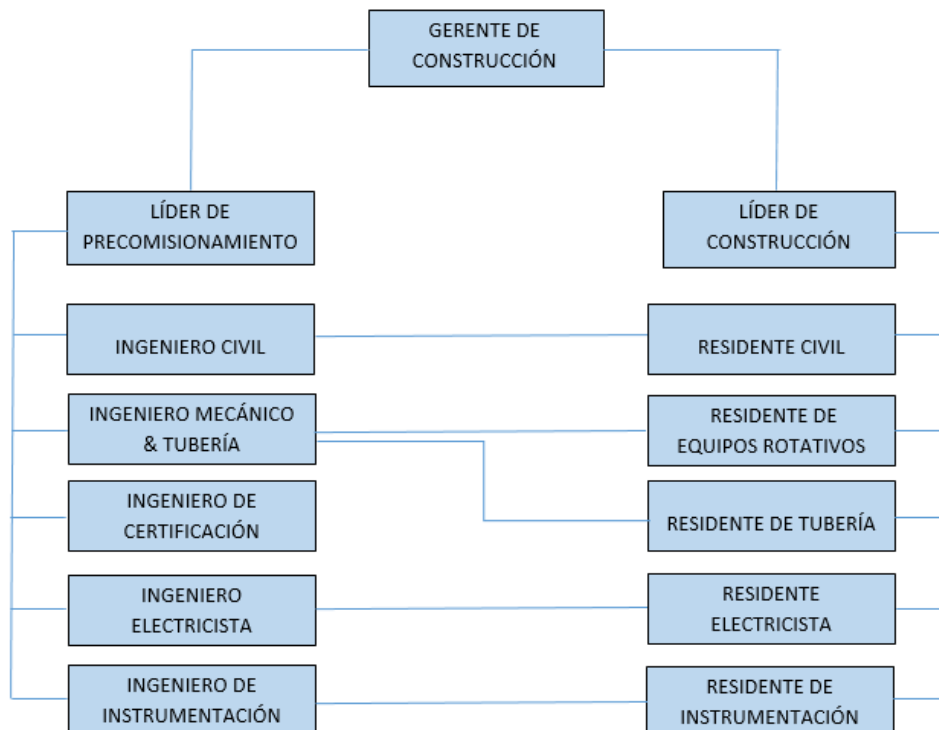 GERENTE DE
CONSTRUCCIÓN
LÍDER DE
PRECOMISIONAMIENTO
LÍDER DE
CONSTRUCCIÓN
INGENIERO CIVIL
RESIDENTE CIVIL
INGENIERO MECÁNICO
& TUBERÍA
RESIDENTE DE
EQUIPOS ROTATIVOS
INGENIERO DE
CERTIFICACIÓN
RESIDENTE DE TUBERÍA
INGENIERO
ELECTRICISTA
RESIDENTE
ELECTRICISTA
INGENIERO DE
INSTRUMENTACIÓN
RESIDENTE DE
INSTRUMENTACIÓN